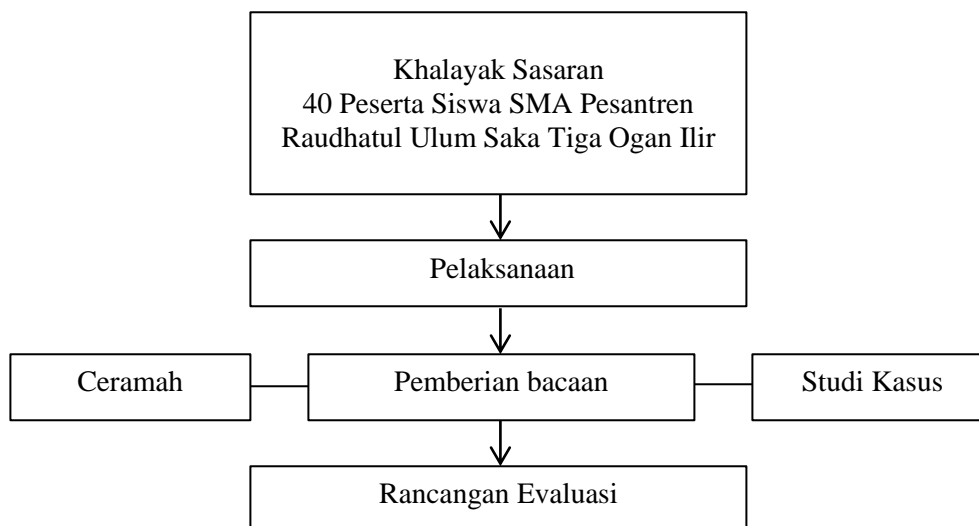 Khalayak Sasaran
40 Peserta Siswa SMA Pesantren
Raudhatul Ulum Saka Tiga Ogan Ilir
Pelaksanaan
Ceramah
Pemberian bacaan
Studi Kasus
Rancangan Evaluasi